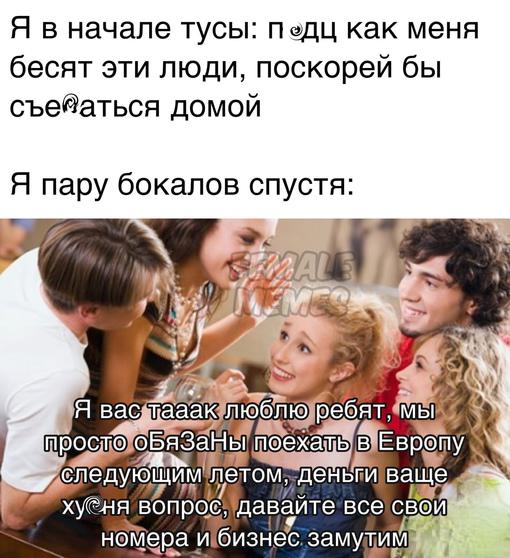 Я в начале тусы: п🌀дц как меня
бесят эти люди, поскорей бы
съе🌀аться домой
Я пару бокалов спустя:
FEMALE
MEMES
Я вас тааак люблю ребят, мы
просто оБяЗаНы поехать в Европу
следующим летом, деньги ваще
ху🌀ня вопрос, давайте все свои
номера и бизнес замутим